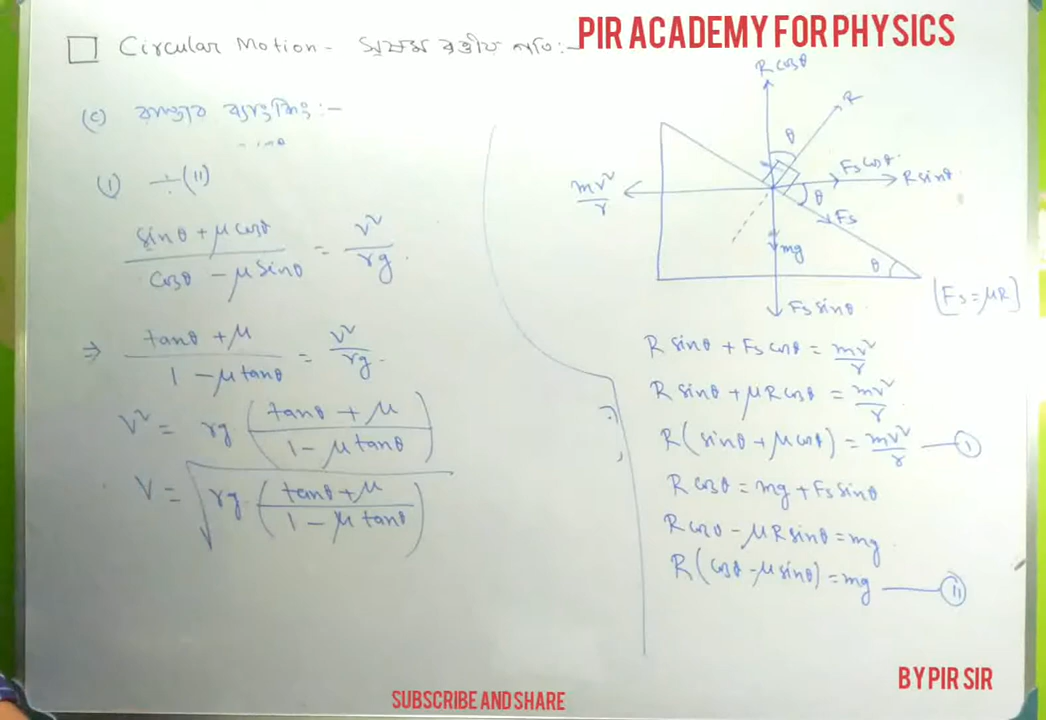 PIR ACADEMY FOR PHYSICS
Circular Motion - সুষম বৃত্তীয় গতি :-
(c) রাস্তার ব্যাংকিং :-
(I) ÷ (II)
sinθ + μ cosθ / cosθ - μ sinθ = v² / rg
⇒ tanθ + μ / 1 - μ tanθ = v² / rg
V² = rg (tanθ + μ / 1 - μ tanθ)
V = √rg (tanθ + μ / 1 - μ tanθ)
R cosθ
R
θ
Fs cosθ
R sinθ
mv² / r
θ
Fs
mg
θ
Fs sinθ
[Fs = μR]
R sinθ + Fs cosθ = mv² / r
R sinθ + μR cosθ = mv² / r
R (sinθ + μ cosθ) = mv² / r — (I)
R cosθ = mg + Fs sinθ
R cosθ - μR sinθ = mg
R (cosθ - μ sinθ) = mg — (II)
BY PIR SIR
SUBSCRIBE AND SHARE